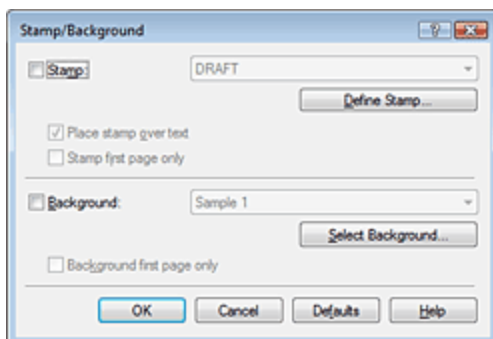 Stamp/Background
Stamp: DRAFT
Define Stamp...
Place stamp over text
Stamp first page only
Background: Sample 1
Select Background...
Background first page only
OK Cancel Defaults Help